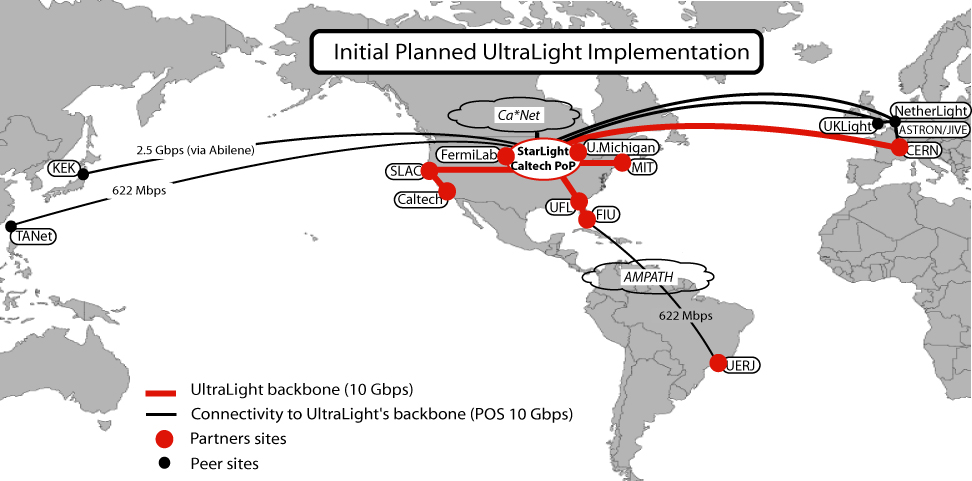 Initial Planned UltraLight Implementation
Ca*Net
NetherLight
UKLight
ASTRON/JIVE
2.5 Gbps (via Abilene)
FermiLab
StarLight
Caltech PoP
U.Michigan
CERN
KEK
SLAC
MIT
622 Mbps
Caltech
UFL
FIU
TANet
AMPATH
622 Mbps
UERJ
UltraLight backbone (10 Gbps)
Connectivity to UltraLight's backbone (POS 10 Gbps)
Partners sites
Peer sites